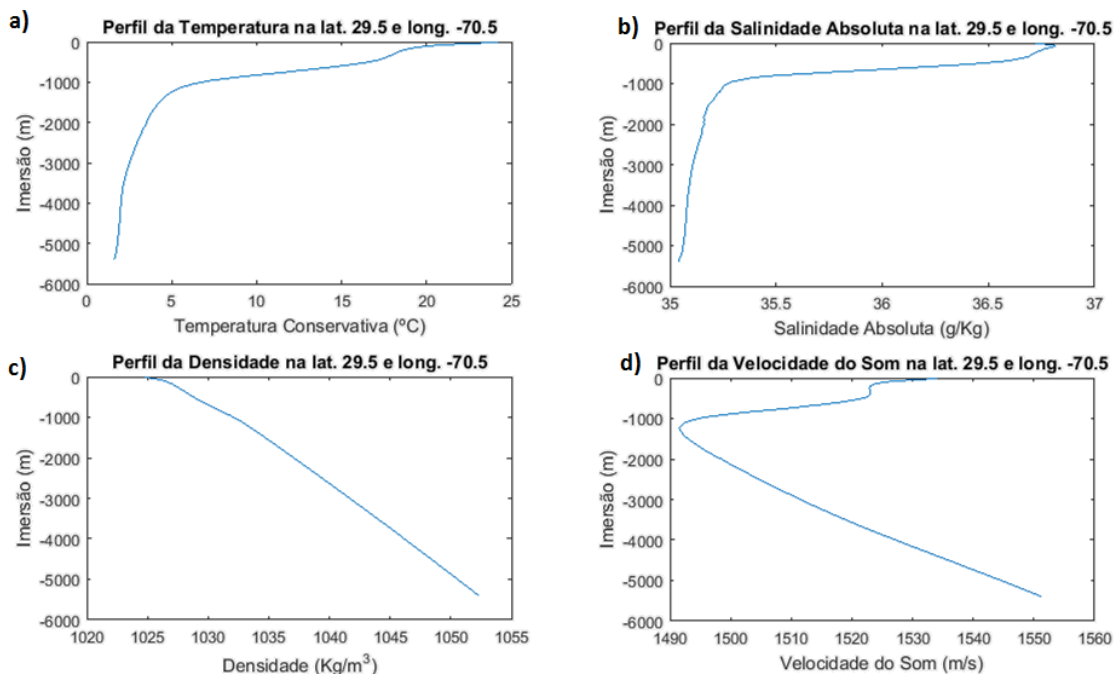 a)
Perfil da Temperatura na lat. 29.5 e long. -70.5
0
-1000
-2000
-3000
-4000
-5000
-6000
Imersão (m)
0 5 10 15 20 25
Temperatura Conservativa (ºC)
b)
Perfil da Salinidade Absoluta na lat. 29.5 e long. -70.5
0
-1000
-2000
-3000
-4000
-5000
-6000
Imersão (m)
35 35.5 36 36.5 37
Salinidade Absoluta (g/Kg)
c)
Perfil da Densidade na lat. 29.5 e long. -70.5
0
-1000
-2000
-3000
-4000
-5000
-6000
Imersão (m)
1020 1025 1030 1035 1040 1045 1050 1055
Densidade (Kg/m³)
d)
Perfil da Velocidade do Som na lat. 29.5 e long. -70.5
0
-1000
-2000
-3000
-4000
-5000
-6000
Imersão (m)
1490 1500 1510 1520 1530 1540 1550 1560
Velocidade do Som (m/s)